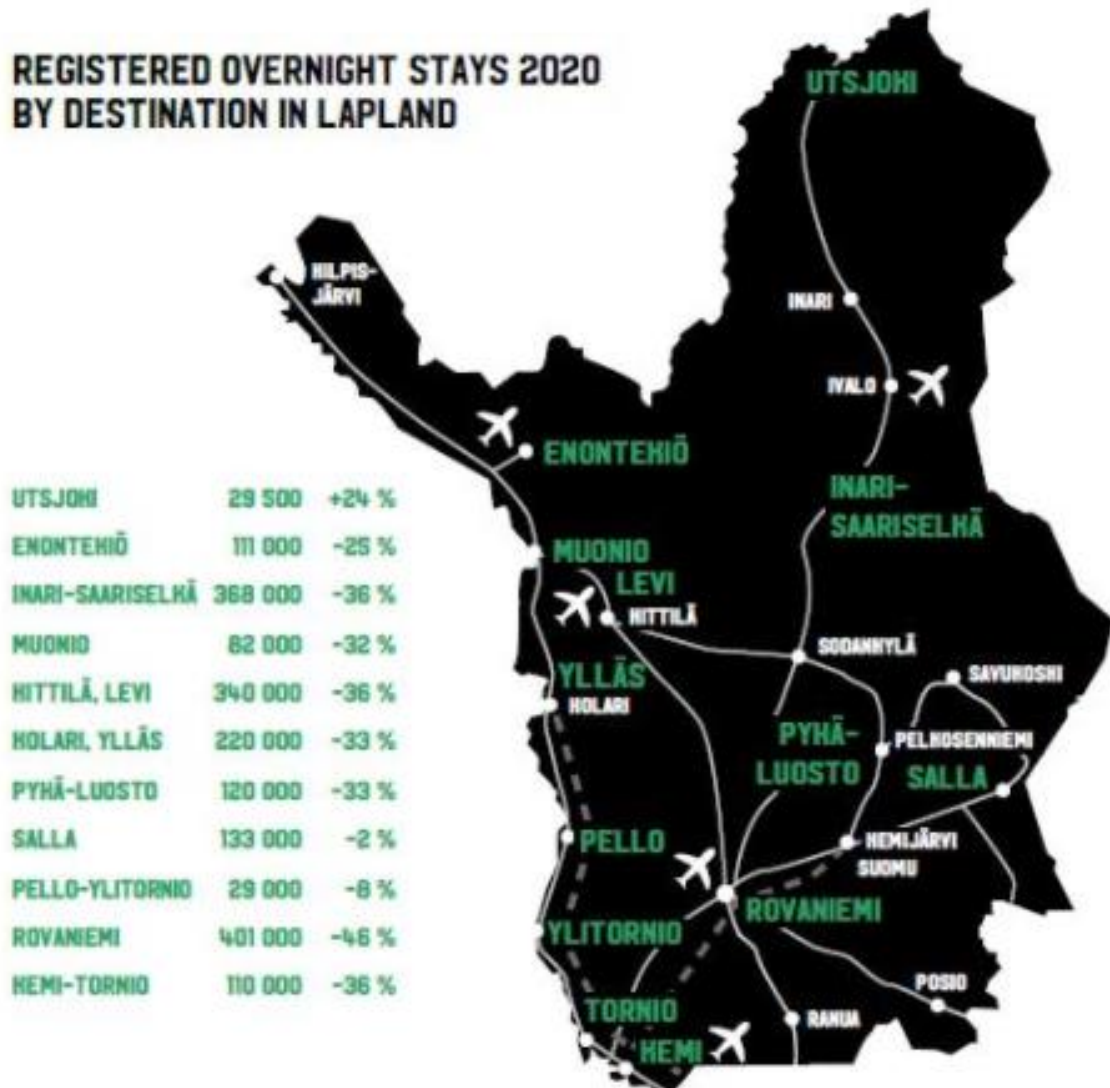 REGISTERED OVERNIGHT STAYS 2020
BY DESTINATION IN LAPLAND
UTSJOKI 29 500 +24 %
ENONTEKIÖ 111 000 -25 %
INARI-SAARISELKÄ 368 000 -36 %
MUONIO 82 000 -32 %
KITTILÄ, LEVI 340 000 -36 %
KOLARI, YLLÄS 220 000 -33 %
PYHÄ-LUOSTO 120 000 -33 %
SALLA 133 000 -2 %
PELLO-YLITORNIO 29 000 -8 %
ROVANIEMI 401 000 -46 %
KEMI-TORNIO 110 000 -36 %
UTSJOKI
KILPIS-
JÄRVI
INARI
IVALO
ENONTEKIÖ
INARI-
SAARISELKÄ
MUONIO
LEVI
KITTILÄ
SODANKYLÄ
YLLÄS
KOLARI
SAVUKOSKI
PYHÄ-
LUOSTO
PELKOSENNIEMI
SALLA
PELLO
KEMIJÄRVI
SUOMU
ROVANIEMI
YLITORNIO
POSIO
TORNIO
RANUA
KEMI